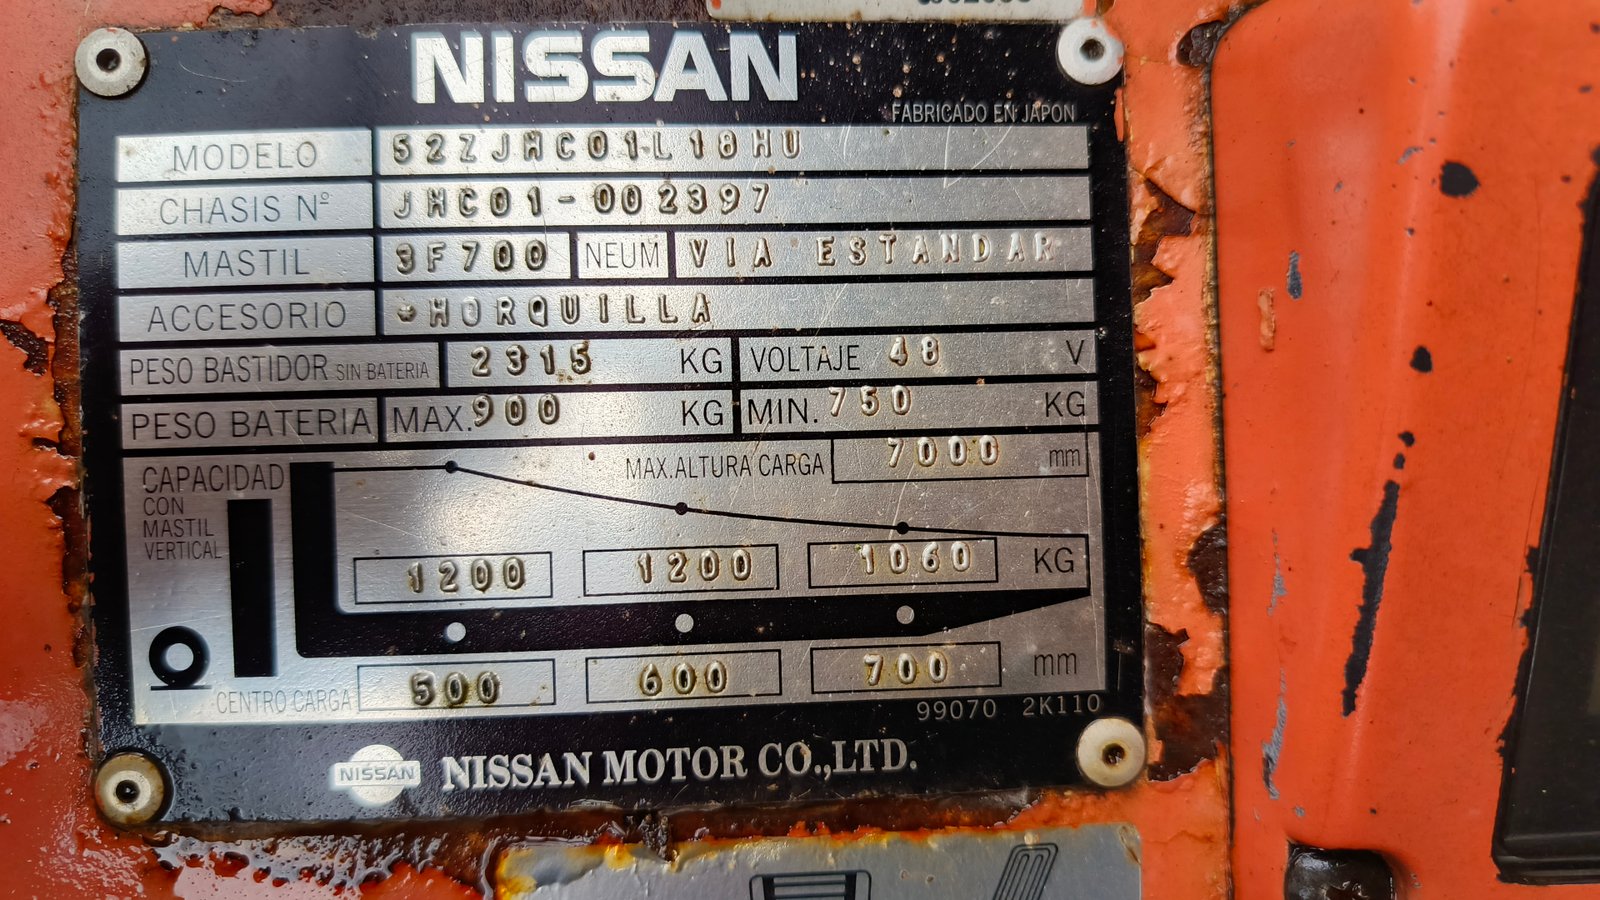 NISSAN
FABRICADO EN JAPON
MODELO 52ZJHC01L18HU
CHASIS Nº JHC01-002397
MASTIL 3F700 NEUM VIA ESTANDAR
ACCESORIO *HORQUILLA
PESO BASTIDOR SIN BATERIA 2315 KG VOLTAJE 48 V
PESO BATERIA MAX. 900 KG MIN. 750 KG
MAX.ALTURA CARGA 7000 mm
CAPACIDAD
CON
MASTIL
VERTICAL
1200 1200 1060 KG
CENTRO CARGA 500 600 700 mm
99070 2K110
NISSAN NISSAN MOTOR CO.,LTD.